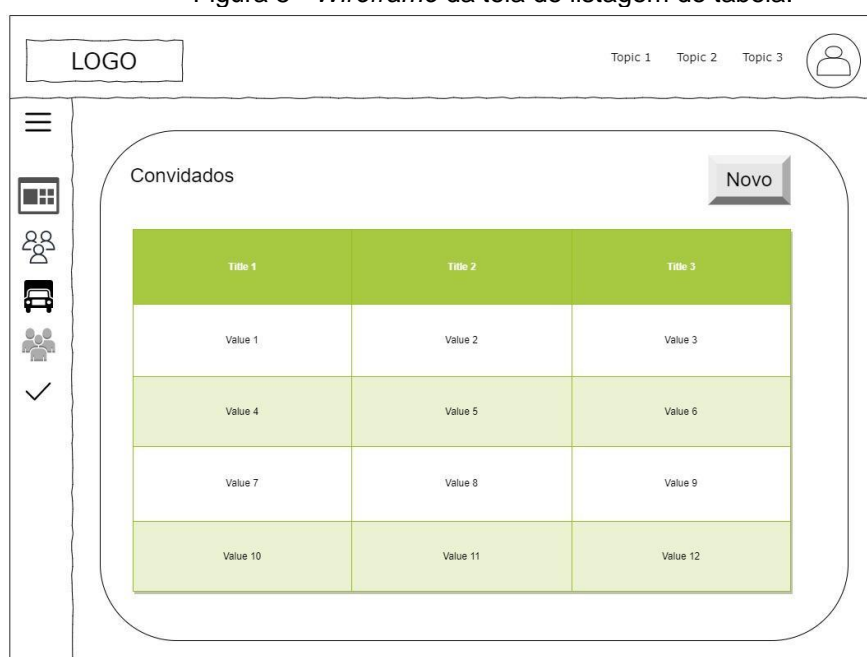 Figura - Wireframe da tela de listagem de tabela.
LOGO
Topic 1 Topic 2 Topic 3
Convidados
Novo
Title 1 Title 2 Title 3
Value 1 Value 2 Value 3
Value 4 Value 5 Value 6
Value 7 Value 8 Value 9
Value 10 Value 11 Value 12